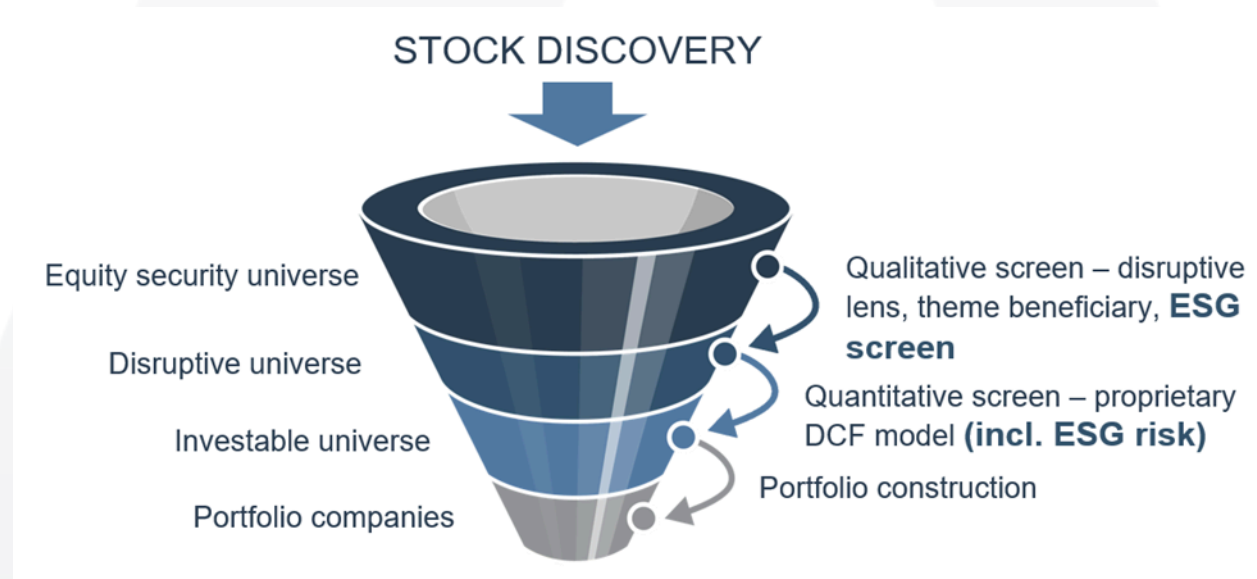 STOCK DISCOVERY
Equity security universe
Disruptive universe
Investable universe
Portfolio companies
Qualitative screen – disruptive
lens, theme beneficiary, ESG
screen
Quantitative screen – proprietary
DCF model (incl. ESG risk)
Portfolio construction